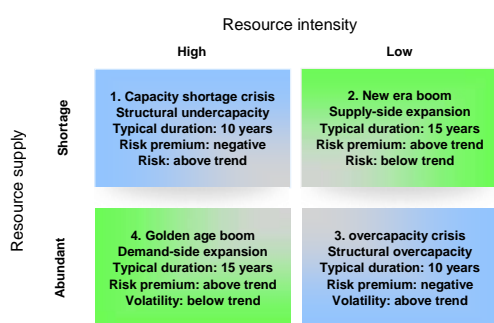 Resource intensity
High
Low
Resource supply
Shortage
1. Capacity shortage crisis
Structural undercapacity
Typical duration: 10 years
Risk premium: negative
Risk: above trend
2. New era boom
Supply-side expansion
Typical duration: 15 years
Risk premium: above trend
Risk: below trend
Abundant
4. Golden age boom
Demand-side expansion
Typical duration: 15 years
Risk premium: above trend
Volatility: below trend
3. overcapacity crisis
Structural overcapacity
Typical duration: 10 years
Risk premium: negative
Volatility: above trend